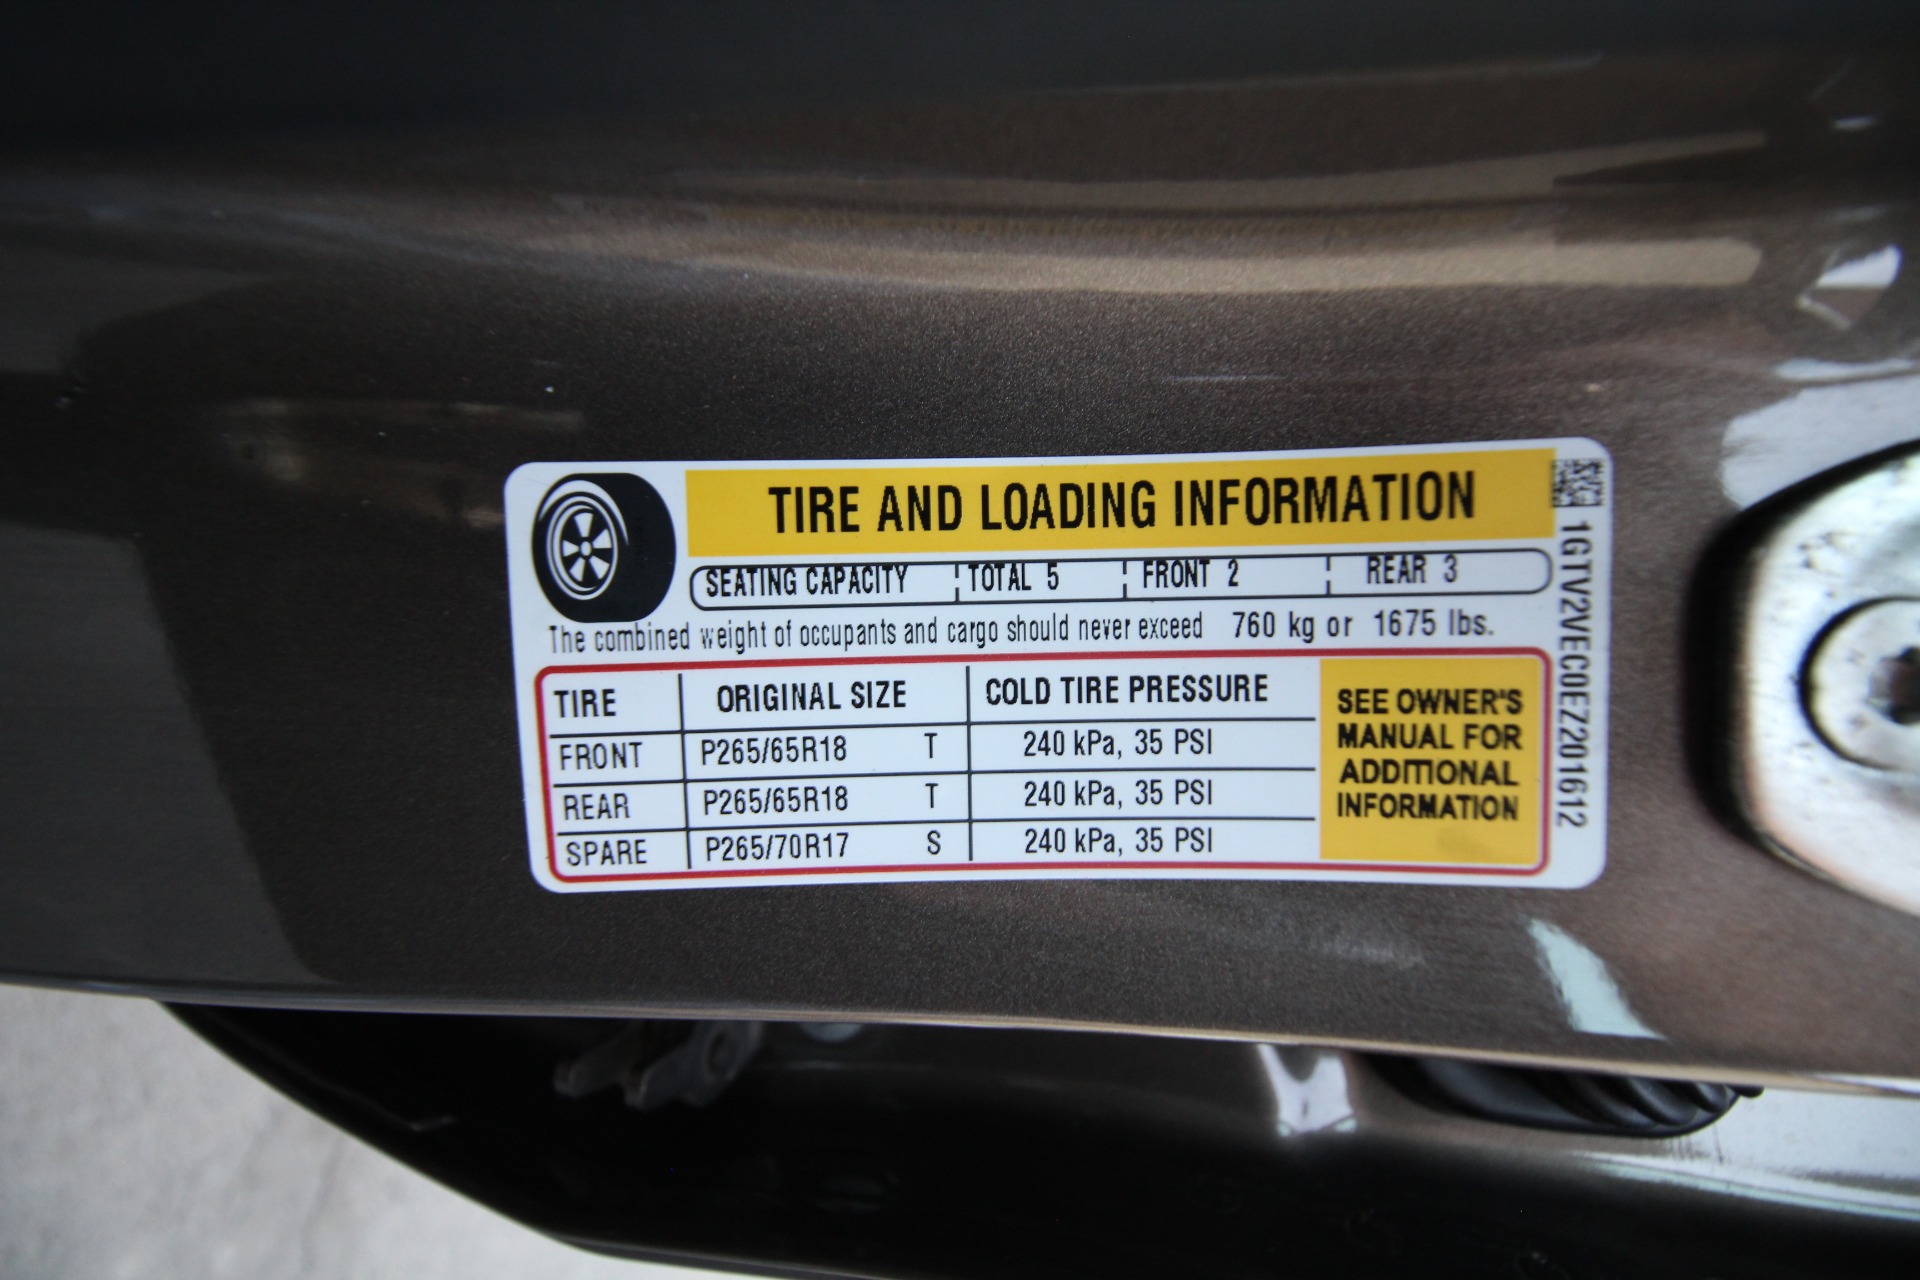 TIRE AND LOADING INFORMATION
SEATING CAPACITY TOTAL 5 FRONT 2 REAR 3
The combined weight of occupants and cargo should never exceed 760 kg or 1675 lbs.
TIRE ORIGINAL SIZE COLD TIRE PRESSURE
FRONT P265/65R18 T 240 kPa, 35 PSI
REAR P265/65R18 T 240 kPa, 35 PSI
SPARE P265/70R17 S 240 kPa, 35 PSI
SEE OWNER'S
MANUAL FOR
ADDITIONAL
INFORMATION
1GTV2VEC0EZ201612